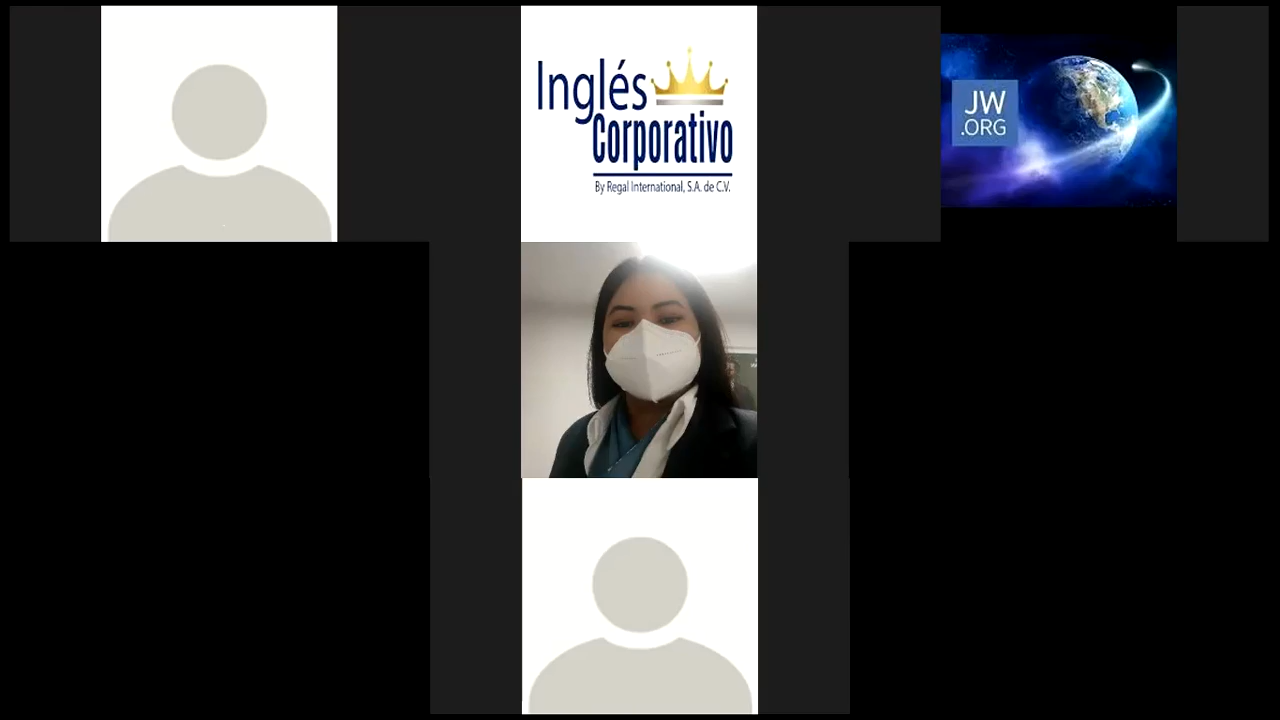 Inglés
Corporativo
By Regal International, S.A. de C.V.
JW
.ORG